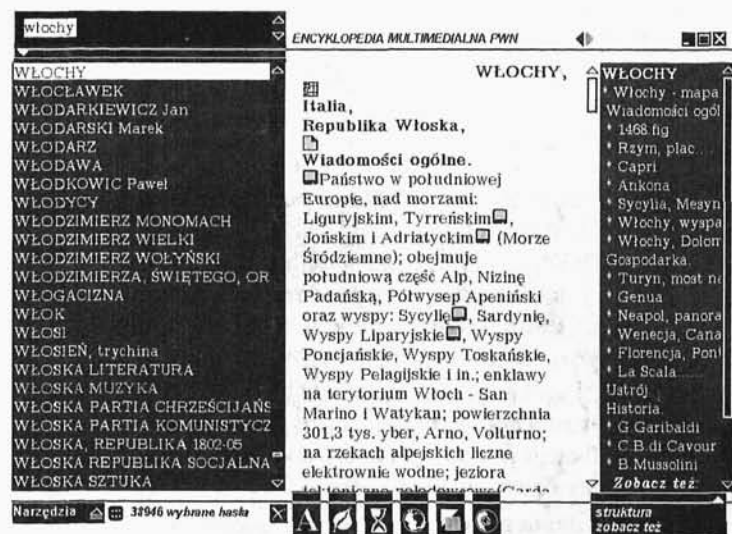 włochy
ENCYKLOPEDIA MULTIMEDIALNA PWN
WŁOCHY
WŁOCŁAWEK
WŁODARKIEWICZ Jan
WŁODARSKI Marek
WŁODARZ
WŁODAWA
WŁODKOWIC Paweł
WŁODYCY
WŁODZIMIERZ MONOMACH
WŁODZIMIERZ WIELKI
WŁODZIMIERZ WOŁYŃSKI
WŁODZIMIERZA, ŚWIĘTEGO, OR
WŁOGACIZNA
WŁOK
WŁOSI
WŁOSIEŃ, trychina
WŁOSKA LITERATURA
WŁOSKA MUZYKA
WŁOSKA PARTIA CHRZEŚCIJAŃS
WŁOSKA PARTIA KOMUNISTYCZ
WŁOSKA, REPUBLIKA 1802-05
WŁOSKA REPUBLIKA SOCJALNA
WŁOSKA SZTUKA
Narzędzia
38946 wybrane hasła
WŁOCHY,
Italia,
Republika Włoska,
Wiadomości ogólne.
Państwo w południowej
Europie, nad morzami:
Liguryjskim, Tyrreńskim,
Jońskim i Adriatyckim (Morze
Śródziemne); obejmuje
południową część Alp, Nizinę
Padańską, Półwysep Apeniński
oraz wyspy: Sycylię, Sardynię,
Wyspy Liparyjskie, Wyspy
Poncjańskie, Wyspy Toskańskie,
Wyspy Pelagijskie i in.; enklawy
na terytorium Włoch - San
Marino i Watykan; powierzchnia
301,3 tys. yber, Arno, Volturno;
na rzekach alpejskich liczne
elektrownie wodne; jeziora
WŁOCHY
Włochy - mapa
Wiadomości ogól
1468.fig
Rzym, plac....
Capri
Ankona
Sycylia, Mesyn
Włochy, wyspa
Włochy, Dolom
Gospodarka.
Turyn, most na
Genua
Neapol, panora
Wenecja, Cana
Florencja, Pont
La Scala......
Ustrój
Historia.
G.Garibaldi
C.B.di Cavour
B.Mussolini
Zobacz też:
struktura
zobacz też